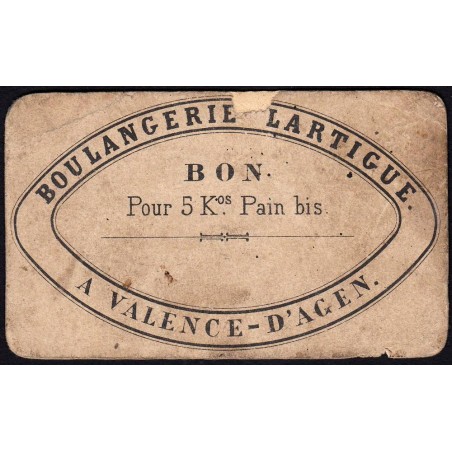 BOULANGERIE LARTIGUE.
BON.
Pour 5 Kos. Pain bis.
A VALENCE-D'AGEN.